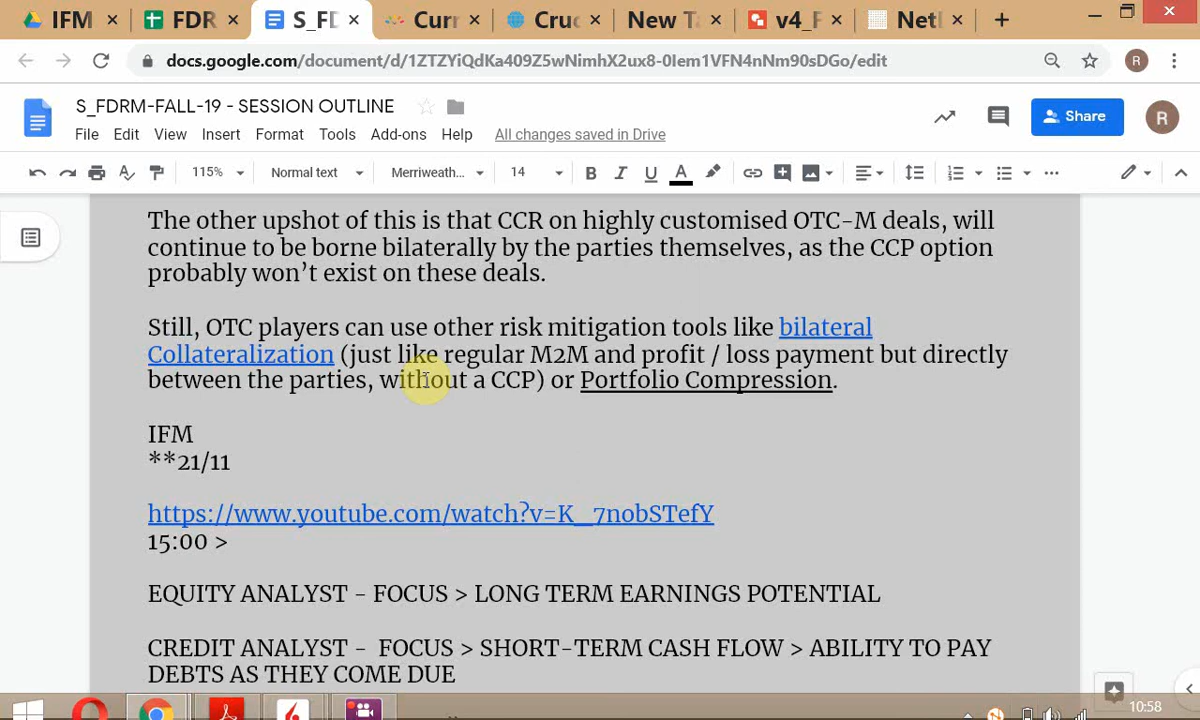 IFM
FDR
S_FD
Curr
Cruc
New Ta
v4_F
Netl
docs.google.com/document/d/1ZTZYiQdKa409Z5wNimhX2ux8-0Iem1VFN4nNm90sDGo/edit
R
S_FDRM-FALL-19 - SESSION OUTLINE
File Edit View Insert Format Tools Add-ons Help All changes saved in Drive
Share
R
115% Normal text Merriweath... 14 B I U A
The other upshot of this is that CCR on highly customised OTC-M deals, will
continue to be borne bilaterally by the parties themselves, as the CCP option
probably won't exist on these deals.
Still, OTC players can use other risk mitigation tools like bilateral
Collateralization (just like regular M2M and profit / loss payment but directly
between the parties, without a CCP) or Portfolio Compression.
IFM
**21/11
https://www.youtube.com/watch?v=K_7nobSTefY
15:00 >
EQUITY ANALYST - FOCUS > LONG TERM EARNINGS POTENTIAL
CREDIT ANALYST - FOCUS > SHORT-TERM CASH FLOW > ABILITY TO PAY
DEBTS AS THEY COME DUE
10:58